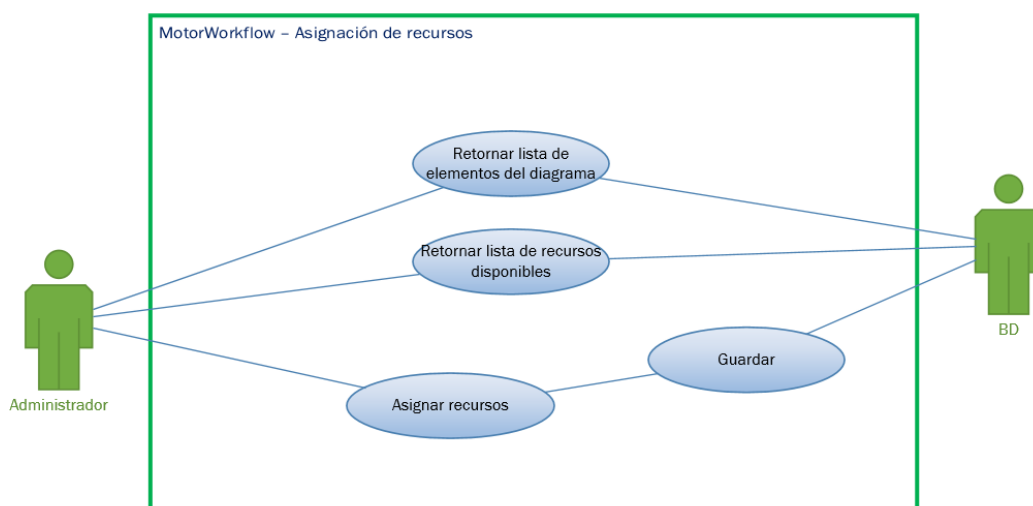 MotorWorkflow – Asignación de recursos
Retornar lista de
elementos del diagrama
Retornar lista de recursos
disponibles
BD
Guardar
Administrador
Asignar recursos